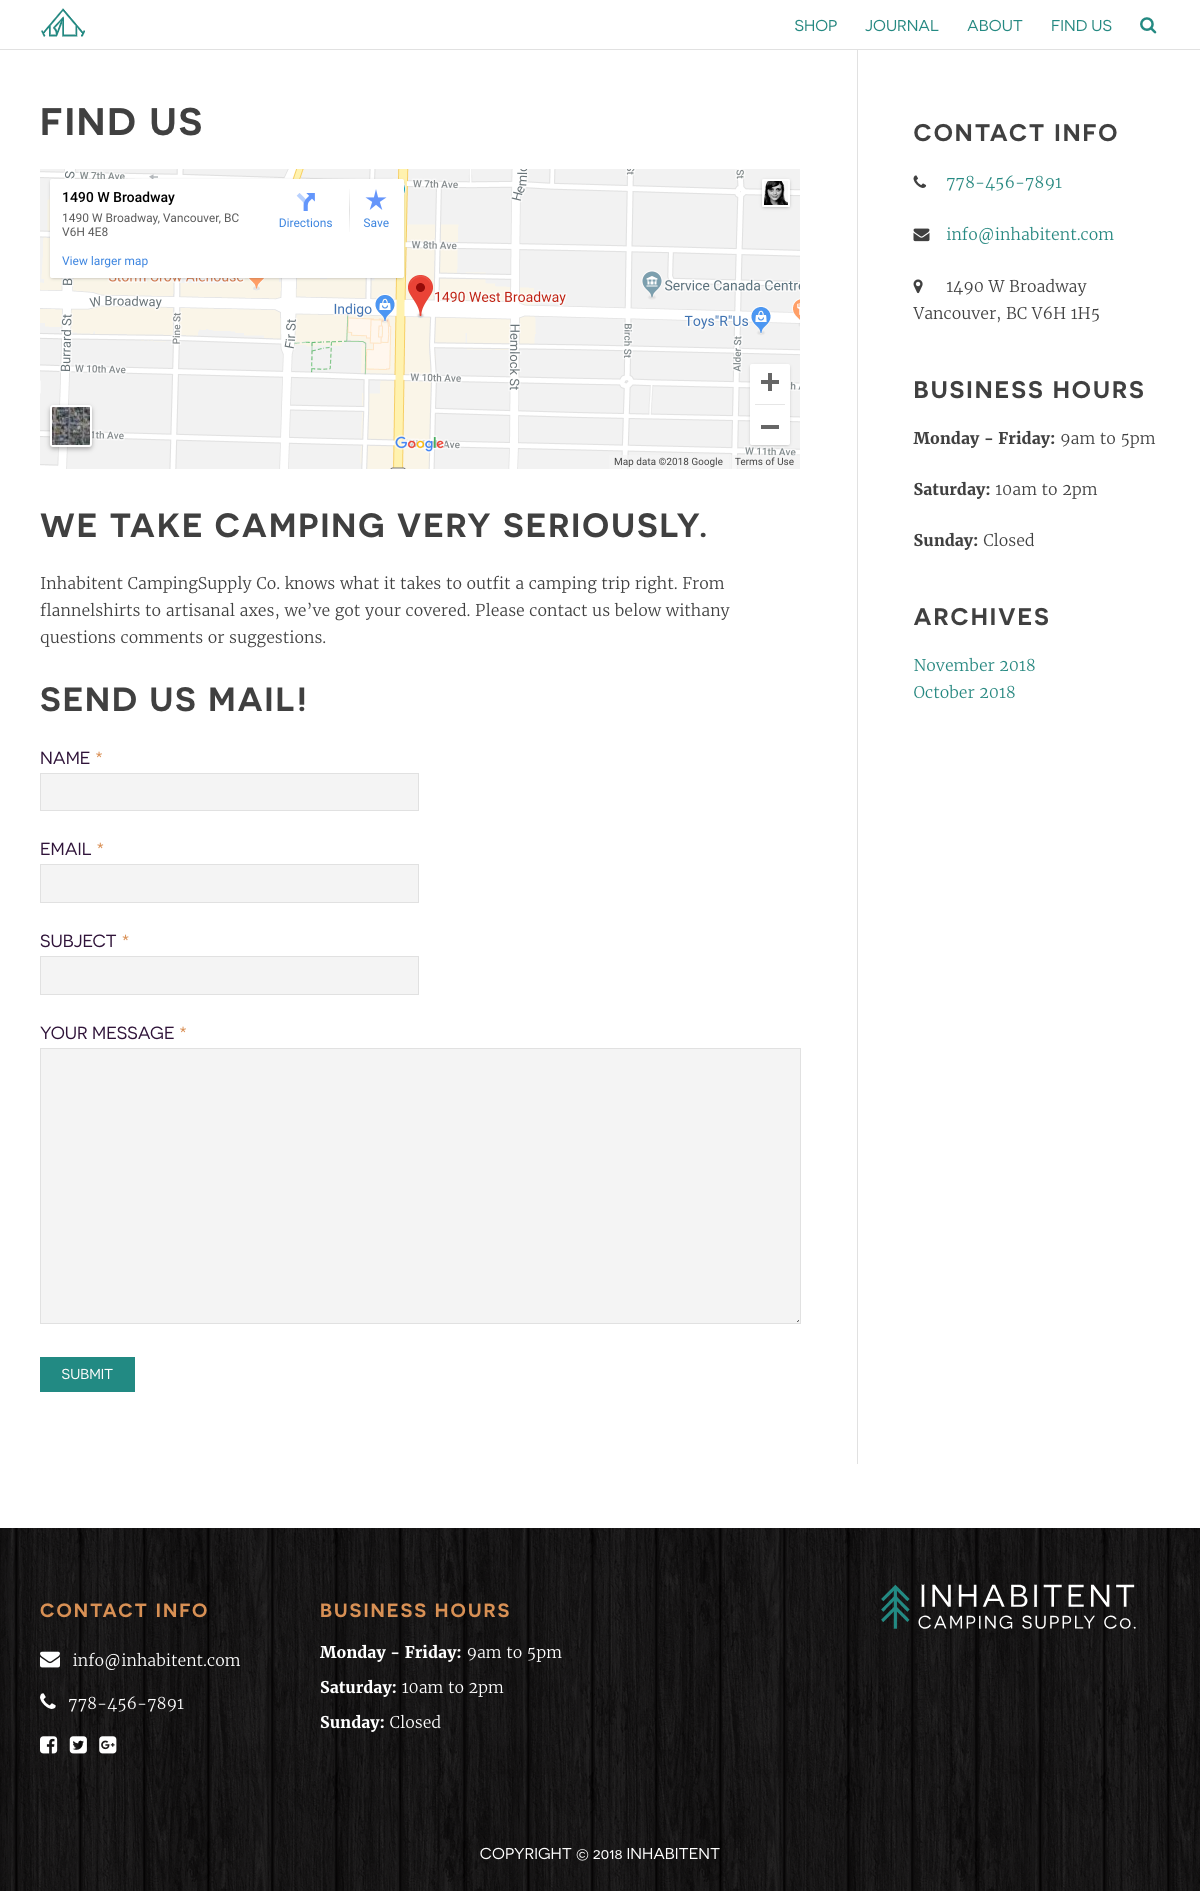 SHOP JOURNAL ABOUT FIND US
FIND US
W 7th Ave
W 7th Ave
1490 W Broadway
1490 W Broadway, Vancouver, BC
V6H 4E8
View larger map
Directions
Save
W 8th Ave
W Broadway
Indigo
1490 West Broadway
Service Canada Centre
Toys"R"Us
Burrard St
Pine St
Fir St
Hemlock St
Birch St
Alder St
W 10th Ave
W 10th Ave
Google
W 11th Ave
Map data ©2018 Google Terms of Use
WE TAKE CAMPING VERY SERIOUSLY.
Inhabitent CampingSupply Co. knows what it takes to outfit a camping trip right. From
flannelshirts to artisanal axes, we’ve got your covered. Please contact us below withany
questions comments or suggestions.
SEND US MAIL!
NAME *
EMAIL *
SUBJECT *
YOUR MESSAGE *
SUBMIT
CONTACT INFO
778-456-7891
info@inhabitent.com
1490 W Broadway
Vancouver, BC V6H 1H5
BUSINESS HOURS
Monday - Friday: 9am to 5pm
Saturday: 10am to 2pm
Sunday: Closed
ARCHIVES
November 2018
October 2018
CONTACT INFO
info@inhabitent.com
778-456-7891
BUSINESS HOURS
Monday - Friday: 9am to 5pm
Saturday: 10am to 2pm
Sunday: Closed
INHABITENT
CAMPING SUPPLY Co.
COPYRIGHT © 2018 INHABITENT